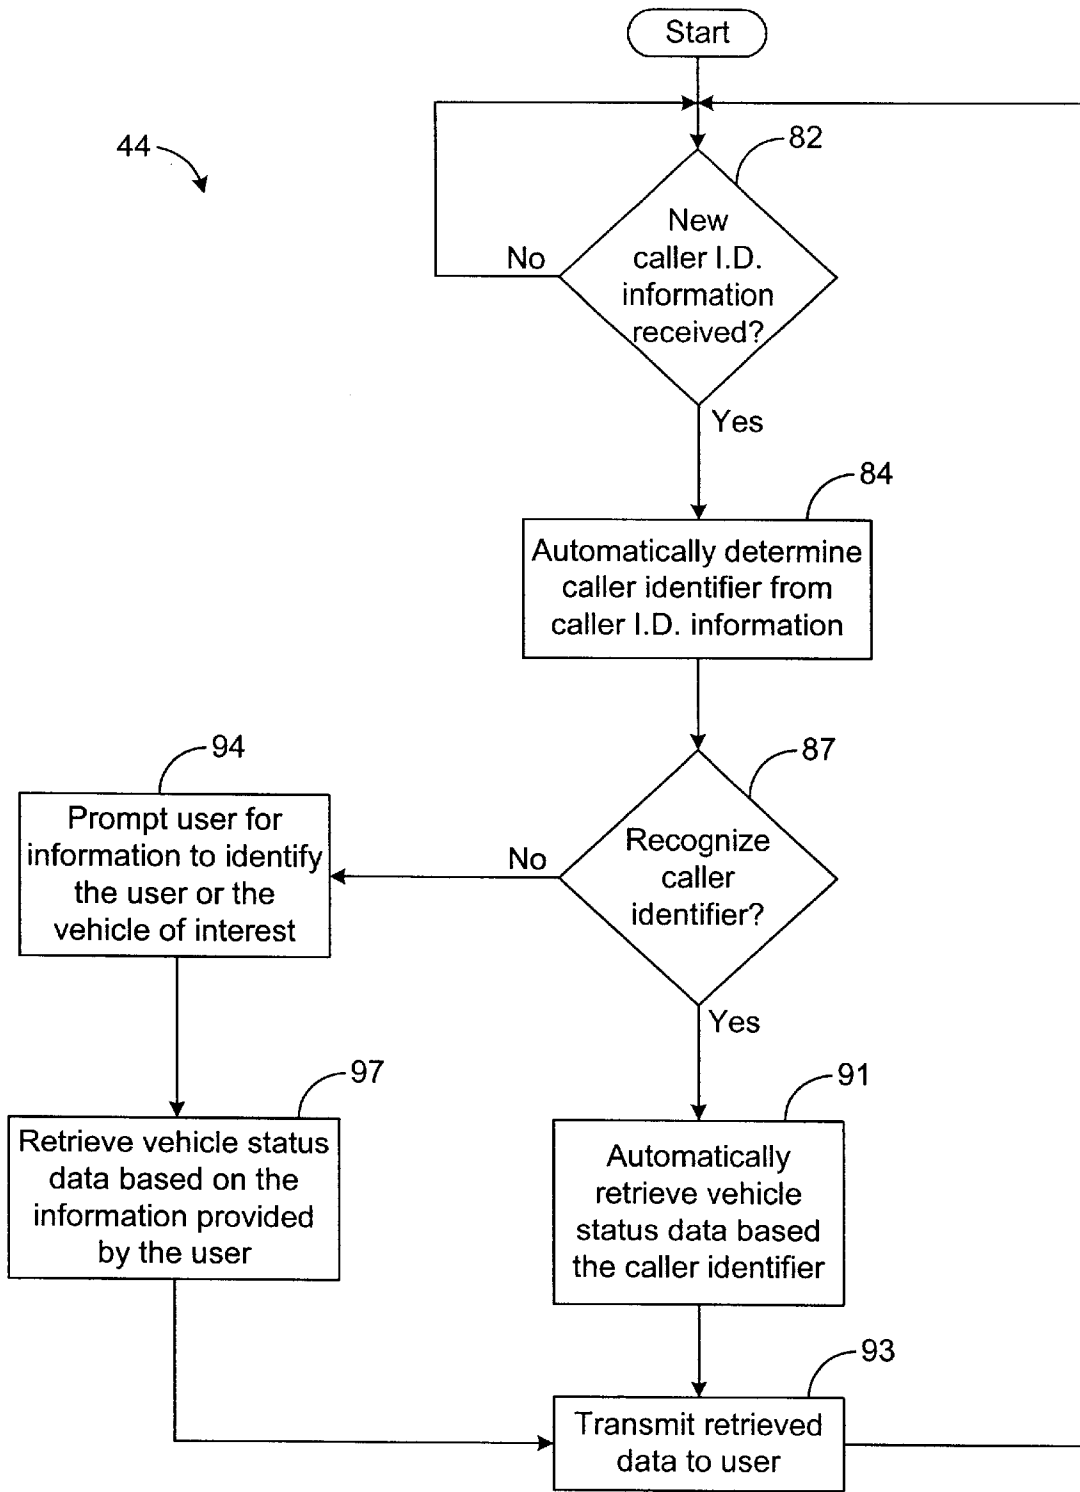 Start
44
82
New
caller I.D.
information
received?
No
Yes
84
Automatically determine
caller identifier from
caller I.D. information
94
87
Prompt user for
information to identify
the user or the
vehicle of interest
No
Recognize
caller
identifier?
Yes
97
91
Retrieve vehicle status
data based on the
information provided
by the user
Automatically
retrieve vehicle
status data based
the caller identifier
93
Transmit retrieved
data to user